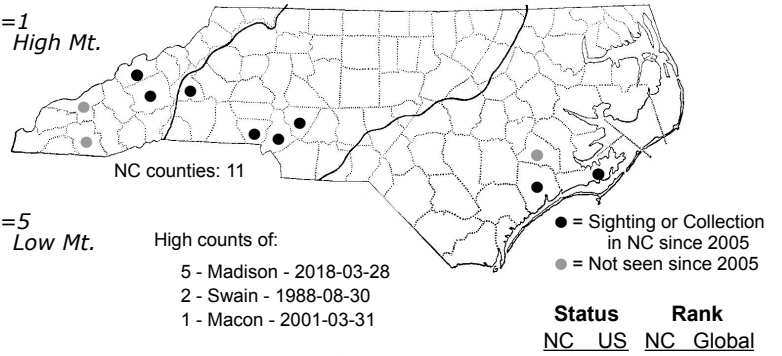 =1
High Mt.
NC counties: 11
=5
Low Mt.
High counts of:
5 - Madison - 2018-03-28
2 - Swain - 1988-08-30
1 - Macon - 2001-03-31
= Sighting or Collection
in NC since 2005
= Not seen since 2005
Status Rank
NC US NC Global